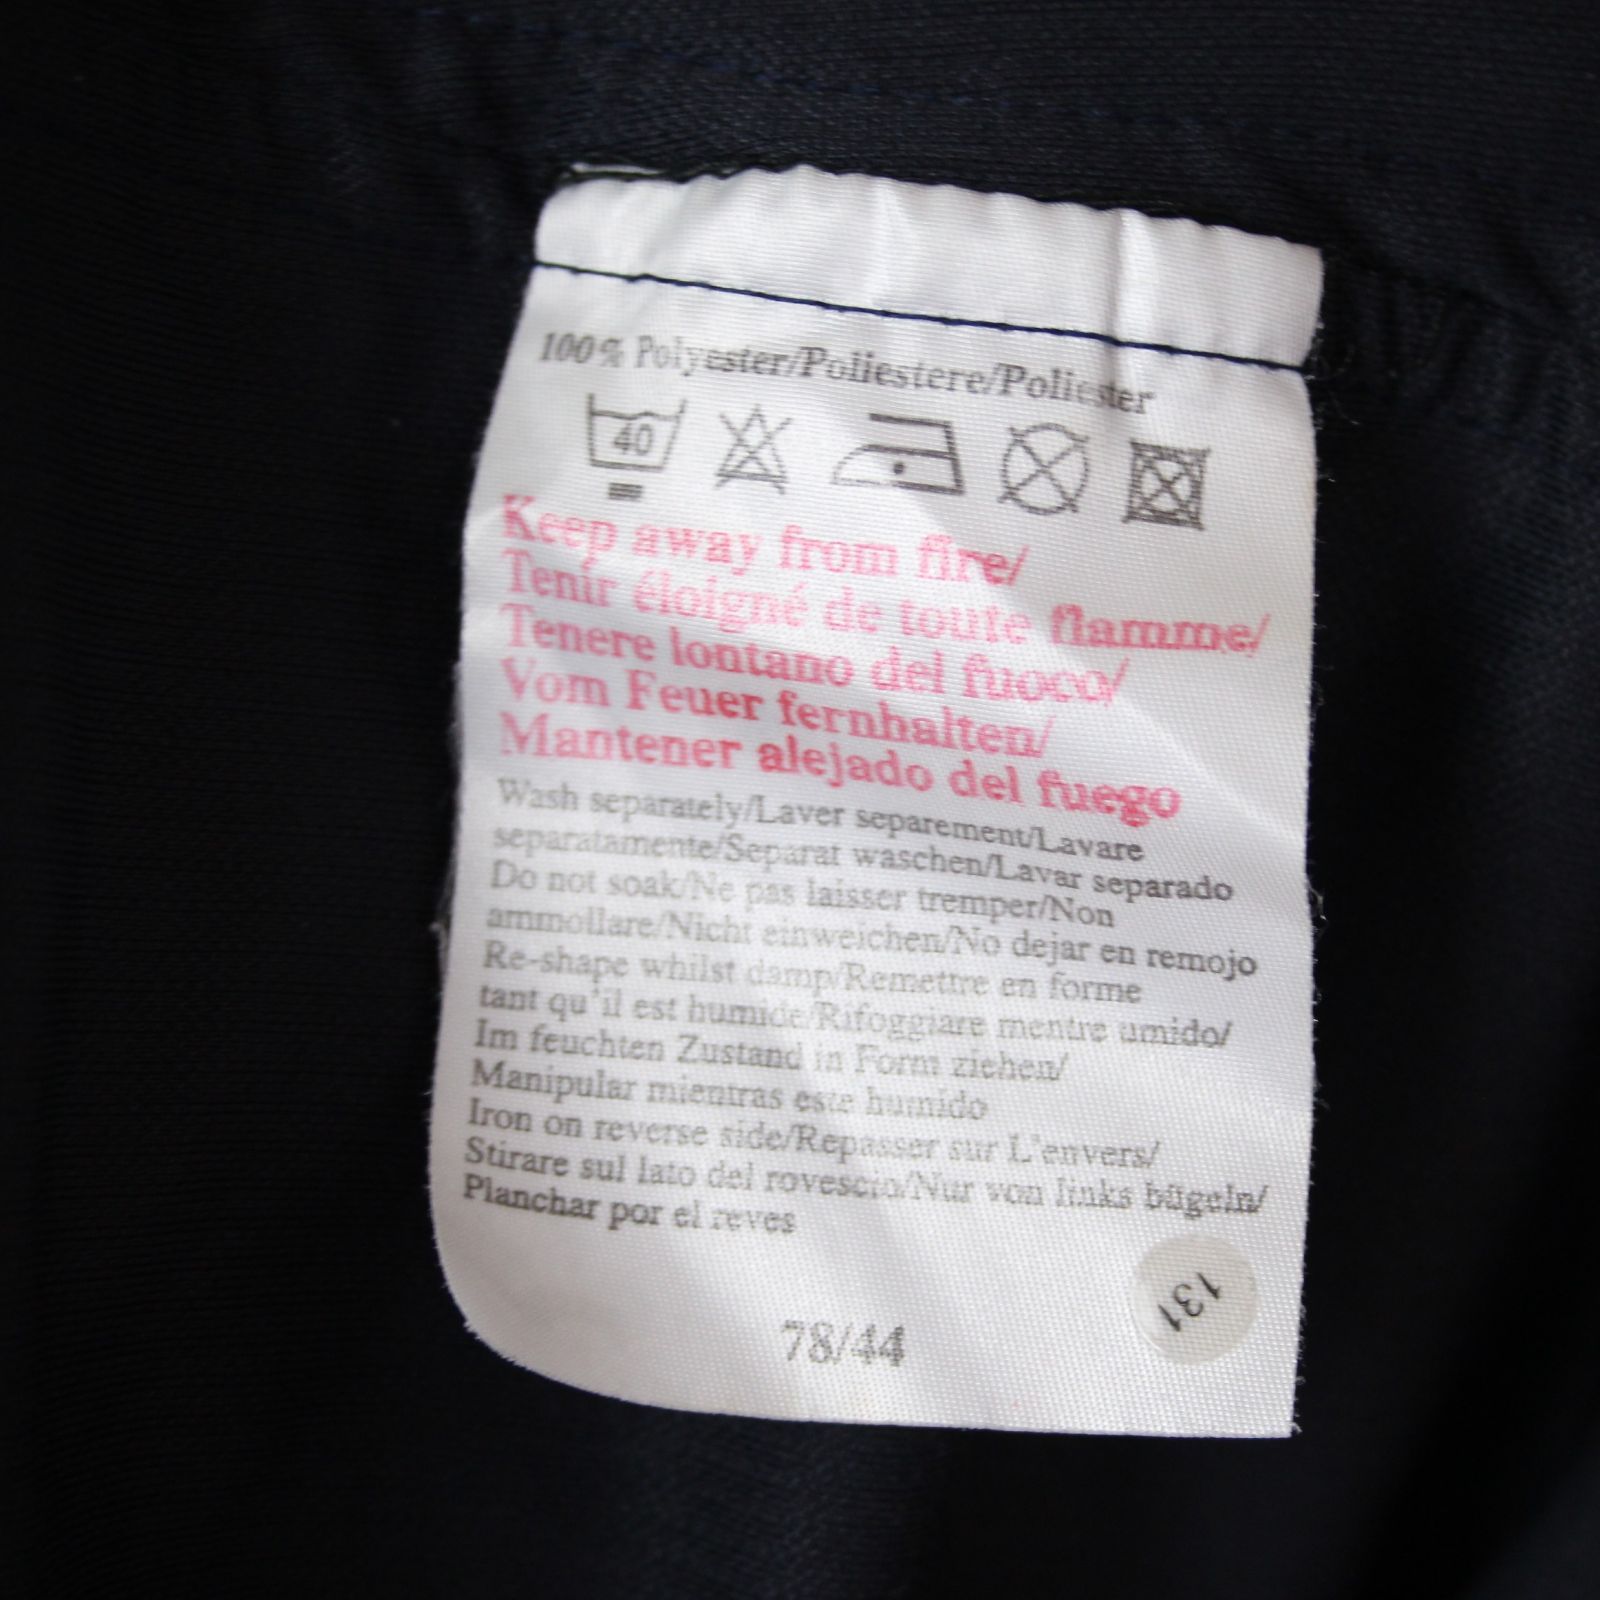 100% Polyester/Poliestere/Poliester
40
Keep away from fire/
Tenir éloigné de toute flamme/
Tenere lontano del fuoco/
Vom Feuer fernhalten/
Mantener alejado del fuego
Wash separately/Laver separement/Lavare
separatamente/Separat waschen/Lavar separado
Do not soak/Ne pas laisser tremper/Non
ammollare/Nicht einweichen/No dejar en remojo
Re-shape whilst damp/Remettre en forme
tant qu'il est humide/Rifoggiare mentre umido/
Im feuchten Zustand in Form ziehen/
Manipular mientras este humido
Iron on reverse side/Repasser sur L'envers/
Stirare sul lato del rovescio/Nur von links bügeln/
Planchar por el reves
131
78/44